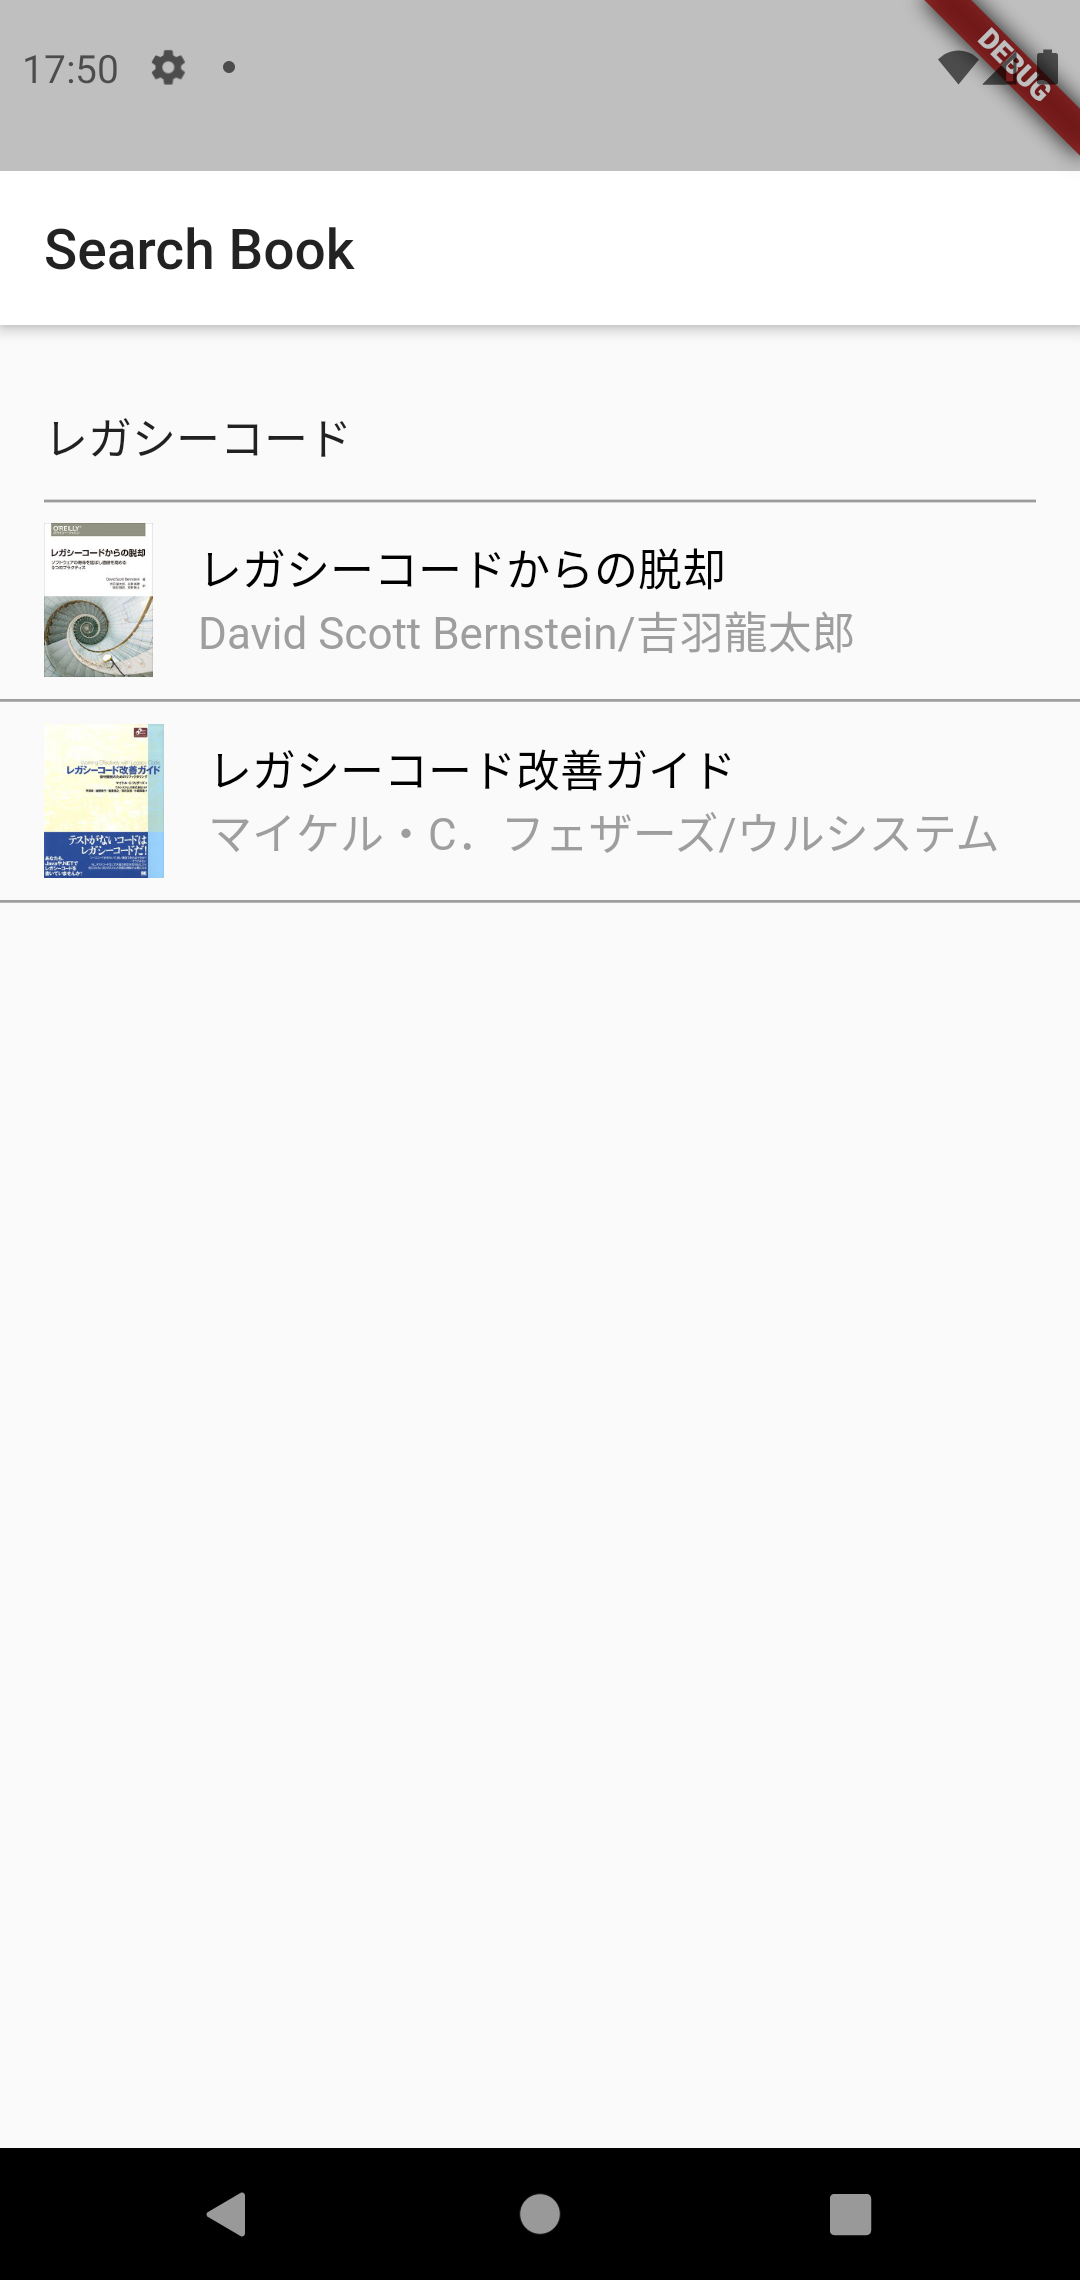 17:50
DEBUG
Search Book
レガシーコード
O'REILLY
レガシーコードからの脱却
レガシーコードからの脱却
David Scott Bernstein/吉羽龍太郎
レガシーコード改善ガイド
テストがないコードは
レガシーコードだ!
レガシーコード改善ガイド
マイケル・C．フェザーズ/ウルシステム